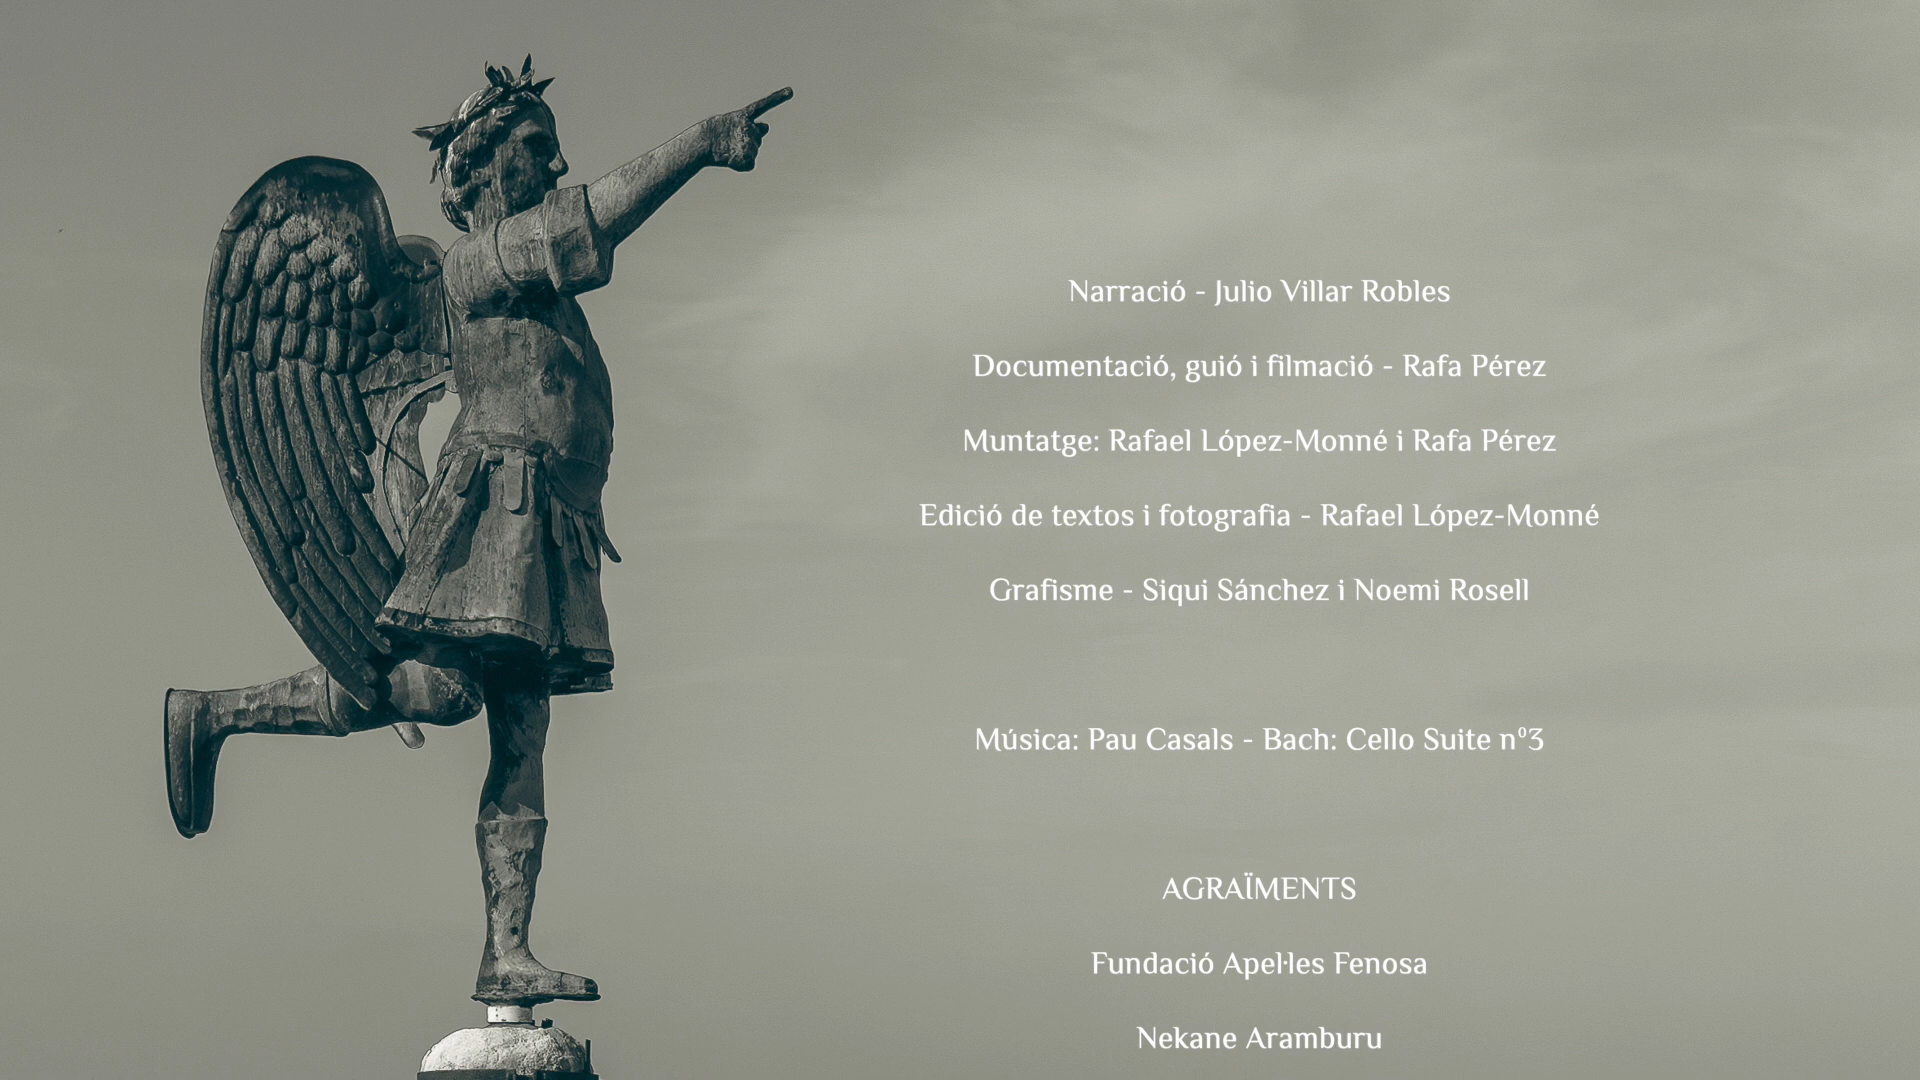 Narració - Julio Villar Robles
Documentació, guió i filmació - Rafa Pérez
Muntatge: Rafael López-Monné i Rafa Pérez
Edició de textos i fotografia - Rafael López-Monné
Grafisme - Siqui Sánchez i Noemi Rosell
Música: Pau Casals - Bach: Cello Suite nº3
AGRAÏMENTS
Fundació Apel·les Fenosa
Nekane Aramburu